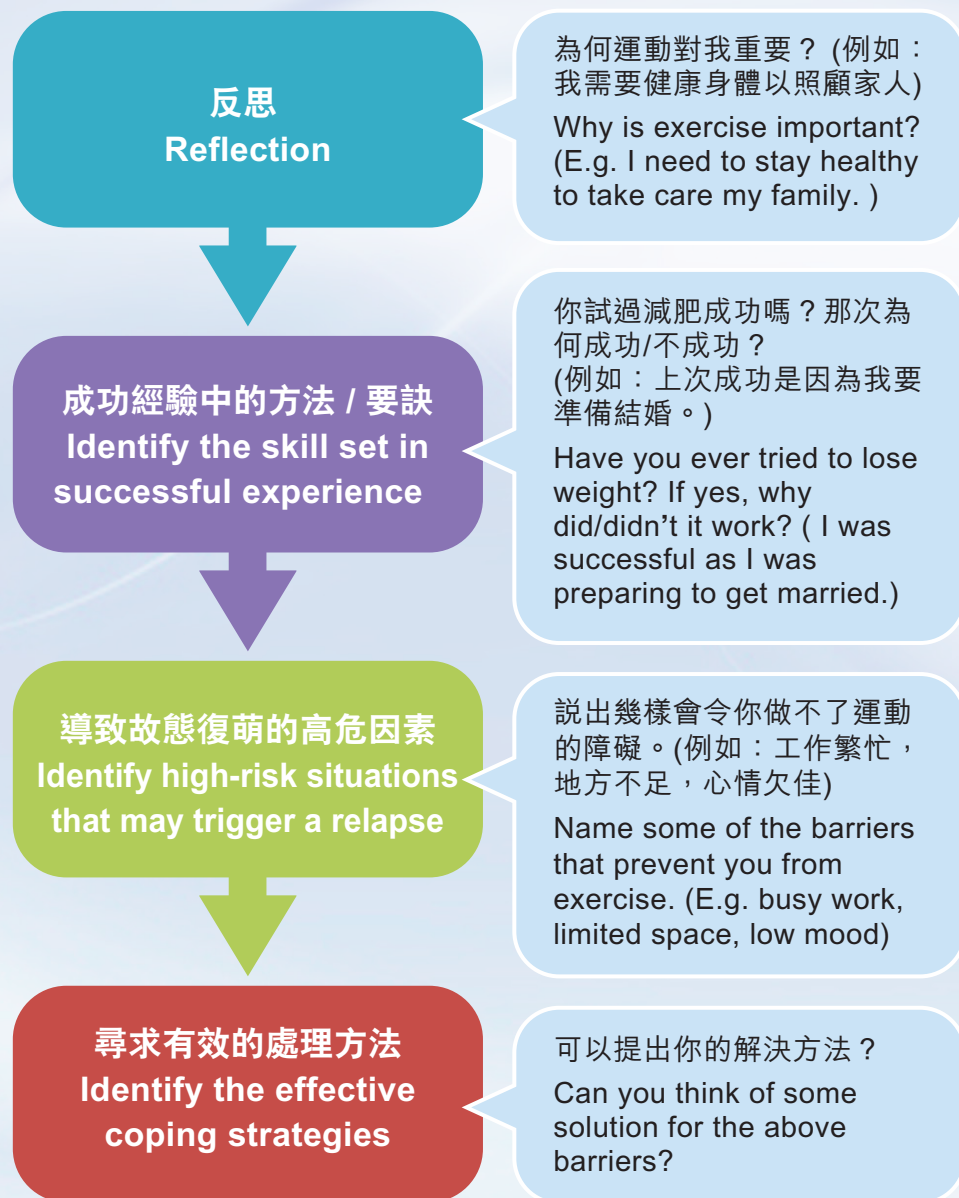 反思
Reflection
為何運動對我重要？ (例如：
我需要健康身體以照顧家人)
Why is exercise important?
(E.g. I need to stay healthy
to take care my family. )
成功經驗中的方法 / 要訣
Identify the skill set in
successful experience
你試過減肥成功嗎？那次為
何成功/不成功？
(例如：上次成功是因為我要
準備結婚。)
Have you ever tried to lose
weight? If yes, why
did/didn't it work? ( I was
successful as I was
preparing to get married.)
導致故態復萌的高危因素
Identify high-risk situations
that may trigger a relapse
説出幾樣會令你做不了運動
的障礙。(例如：工作繁忙，
地方不足，心情欠佳)
Name some of the barriers
that prevent you from
exercise. (E.g. busy work,
limited space, low mood)
尋求有效的處理方法
Identify the effective
coping strategies
可以提出你的解決方法？
Can you think of some
solution for the above
barriers?